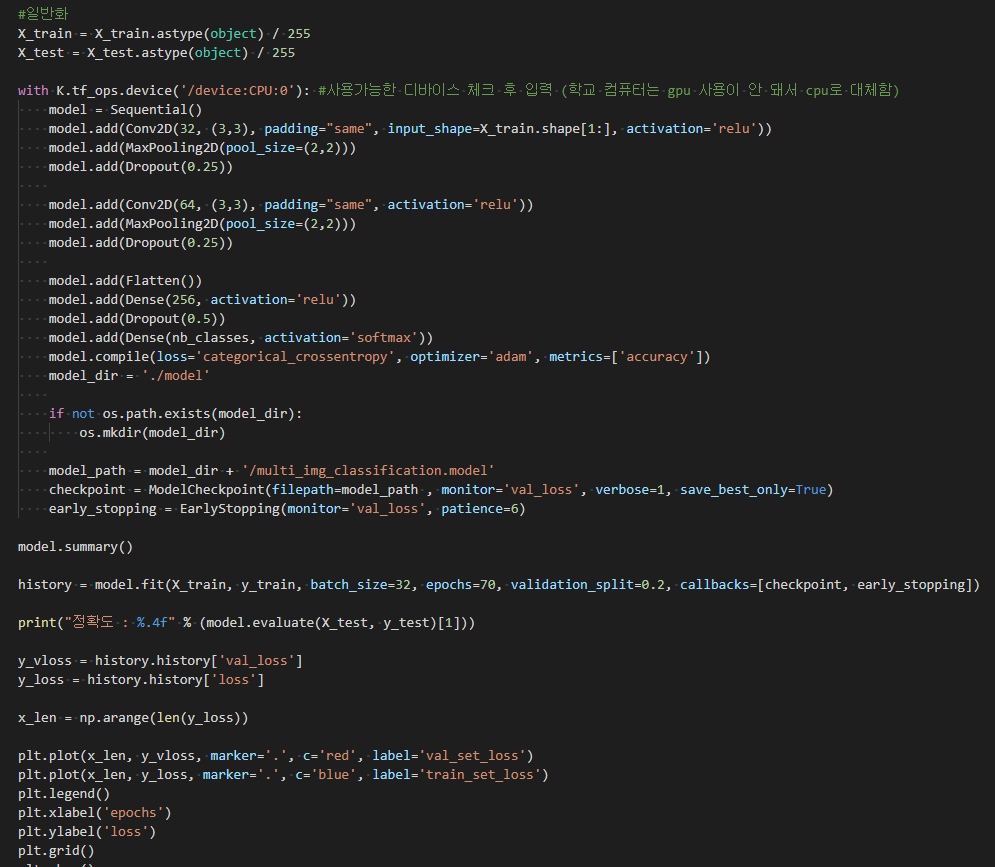 #일반화
X_train = X_train.astype(object) / 255
X_test = X_test.astype(object) / 255
with K.tf_ops.device('/device:CPU:0'): #사용가능한 디바이스 체크 후 입력 (학교 컴퓨터는 gpu 사용이 안 돼서 cpu로 대체함)
model = Sequential()
model.add(Conv2D(32, (3,3), padding="same", input_shape=X_train.shape[1:], activation='relu'))
model.add(MaxPooling2D(pool_size=(2,2)))
model.add(Dropout(0.25))
model.add(Conv2D(64, (3,3), padding="same", activation='relu'))
model.add(MaxPooling2D(pool_size=(2,2)))
model.add(Dropout(0.25))
model.add(Flatten())
model.add(Dense(256, activation='relu'))
model.add(Dropout(0.5))
model.add(Dense(nb_classes, activation='softmax'))
model.compile(loss='categorical_crossentropy', optimizer='adam', metrics=['accuracy'])
model_dir = './model'
if not os.path.exists(model_dir):
os.mkdir(model_dir)
model_path = model_dir + '/multi_img_classification.model'
checkpoint = ModelCheckpoint(filepath=model_path , monitor='val_loss', verbose=1, save_best_only=True)
early_stopping = EarlyStopping(monitor='val_loss', patience=6)
model.summary()
history = model.fit(X_train, y_train, batch_size=32, epochs=70, validation_split=0.2, callbacks=[checkpoint, early_stopping])
print("정확도 : %.4f" % (model.evaluate(X_test, y_test)[1]))
y_vloss = history.history['val_loss']
y_loss = history.history['loss']
x_len = np.arange(len(y_loss))
plt.plot(x_len, y_vloss, marker='.', c='red', label='val_set_loss')
plt.plot(x_len, y_loss, marker='.', c='blue', label='train_set_loss')
plt.legend()
plt.xlabel('epochs')
plt.ylabel('loss')
plt.grid()